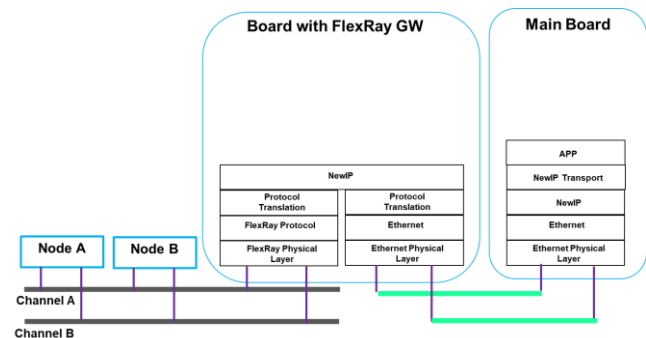 Board with FlexRay GW
Main Board
APP
NewIP Transport
NewIP
NewIP
Protocol
Translation
Protocol
Translation
FlexRay Protocol
Ethernet
Ethernet
FlexRay Physical
Layer
Ethernet Physical
Layer
Ethernet Physical
Layer
Node A
Node B
Channel A
Channel B